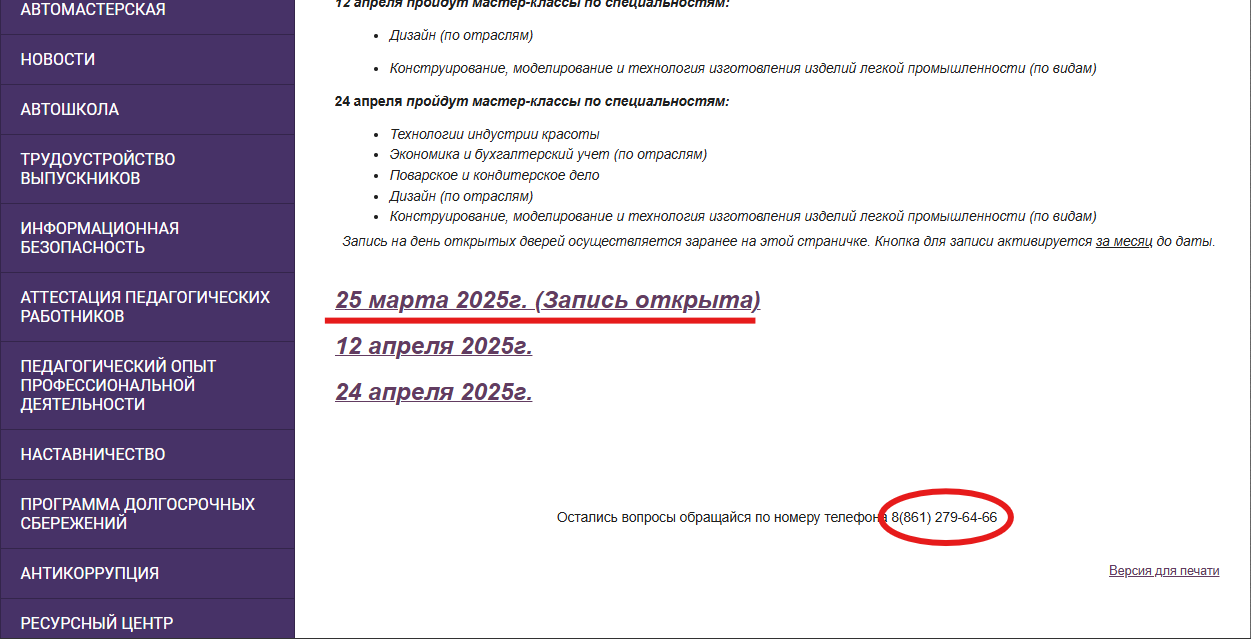 АВТОМАСТЕРСКАЯ
НОВОСТИ
АВТОШКОЛА
ТРУДОУСТРОЙСТВО
ВЫПУСКНИКОВ
ИНФОРМАЦИОННАЯ
БЕЗОПАСНОСТЬ
АТТЕСТАЦИЯ ПЕДАГОГИЧЕСКИХ
РАБОТНИКОВ
ПЕДАГОГИЧЕСКИЙ ОПЫТ
ПРОФЕССИОНАЛЬНОЙ
ДЕЯТЕЛЬНОСТИ
НАСТАВНИЧЕСТВО
ПРОГРАММА ДОЛГОСРОЧНЫХ
СБЕРЕЖЕНИЙ
АНТИКОРРУПЦИЯ
РЕСУРСНЫЙ ЦЕНТР
12 апреля пройдут мастер-классы по специальностям:
• Дизайн (по отраслям)
• Конструирование, моделирование и технология изготовления изделий легкой промышленности (по видам)
24 апреля пройдут мастер-классы по специальностям:
• Технологии индустрии красоты
• Экономика и бухгалтерский учет (по отраслям)
• Поварское и кондитерское дело
• Дизайн (по отраслям)
• Конструирование, моделирование и технология изготовления изделий легкой промышленности (по видам)
Запись на день открытых дверей осуществляется заранее на этой страничке. Кнопка для записи активируется за месяц до даты.
25 марта 2025г. (Запись открыта)
12 апреля 2025г.
24 апреля 2025г.
Остались вопросы обращайся по номеру телефона 8(861) 279-64-66
Версия для печати